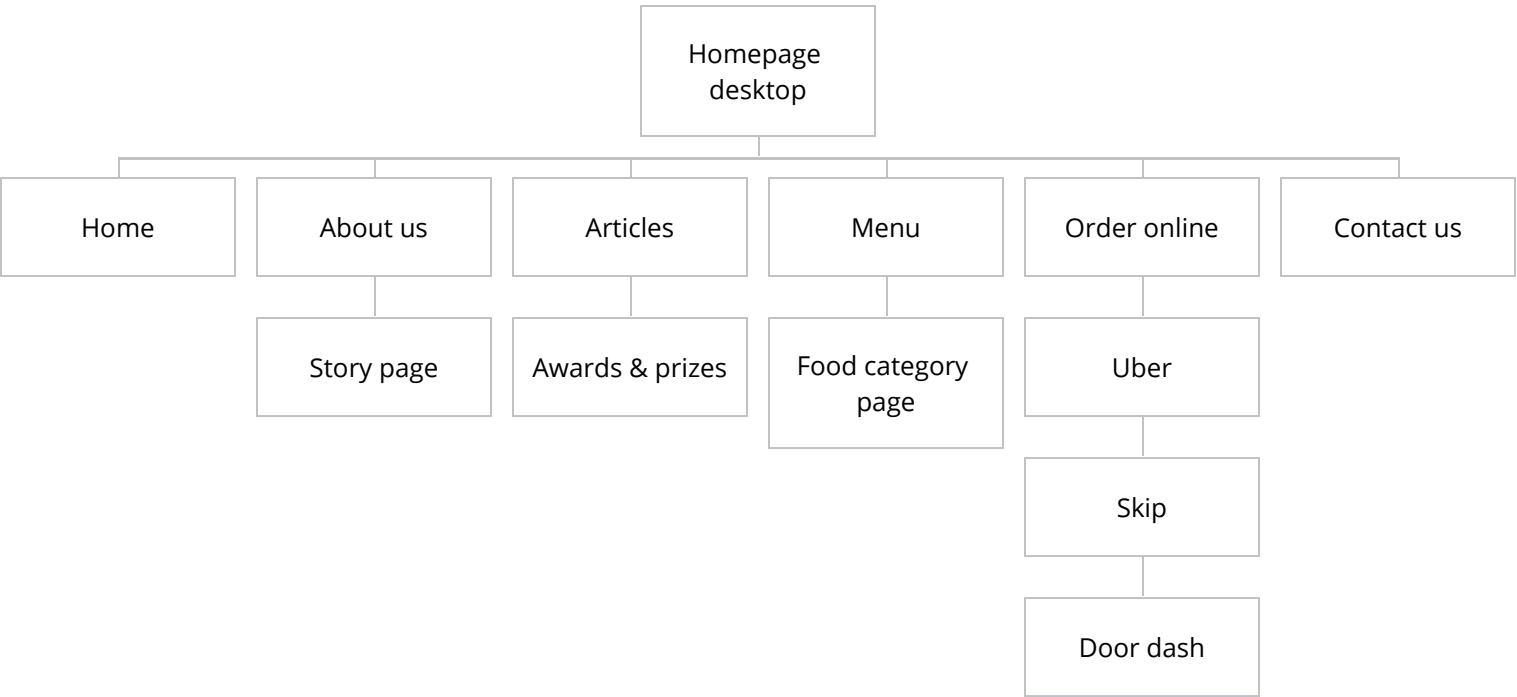 Homepage
desktop
Home
About us
Articles
Menu
Order online
Contact us
Story page
Awards & prizes
Food category
page
Uber
Skip
Door dash